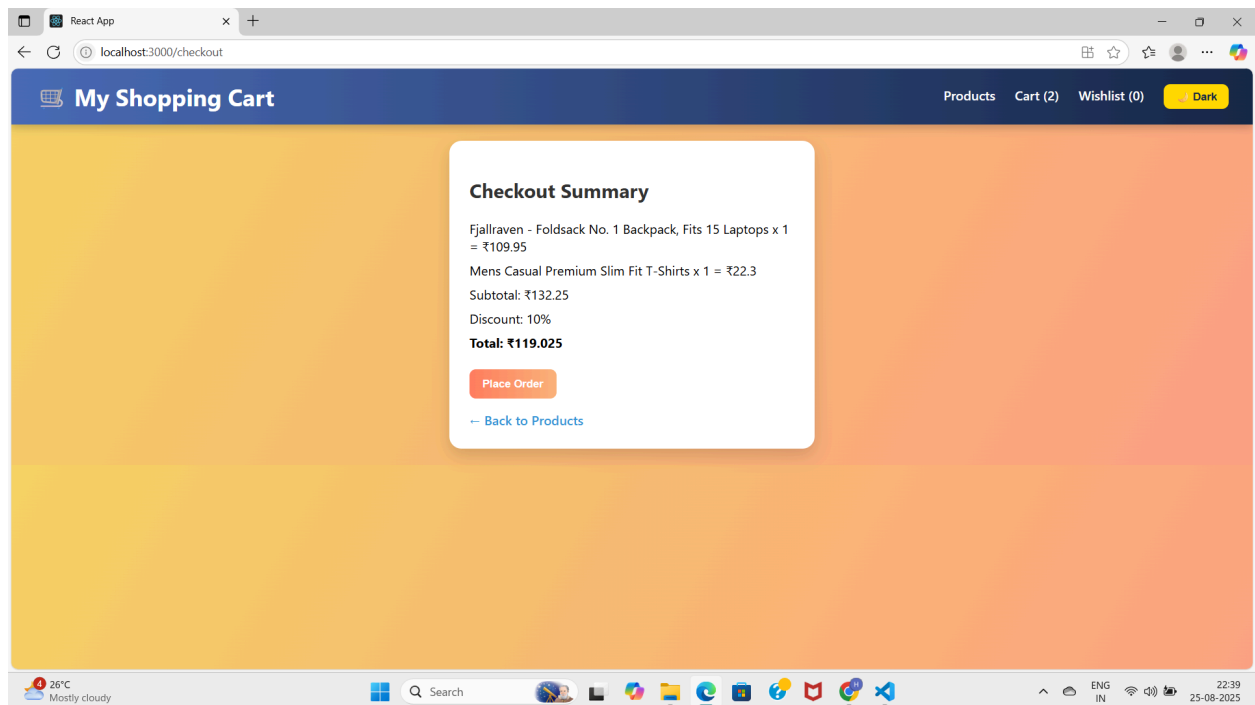 React App
localhost:3000/checkout
My Shopping Cart
Products Cart (2) Wishlist (0) Dark
Checkout Summary
Fjallraven - Foldsack No. 1 Backpack, Fits 15 Laptops x 1
= ₹109.95
Mens Casual Premium Slim Fit T-Shirts x 1 = ₹22.3
Subtotal: ₹132.25
Discount: 10%
Total: ₹119.025
Place Order
← Back to Products
4
26°C
Mostly cloudy
Search
H
ENG
IN
22:39
25-08-2025